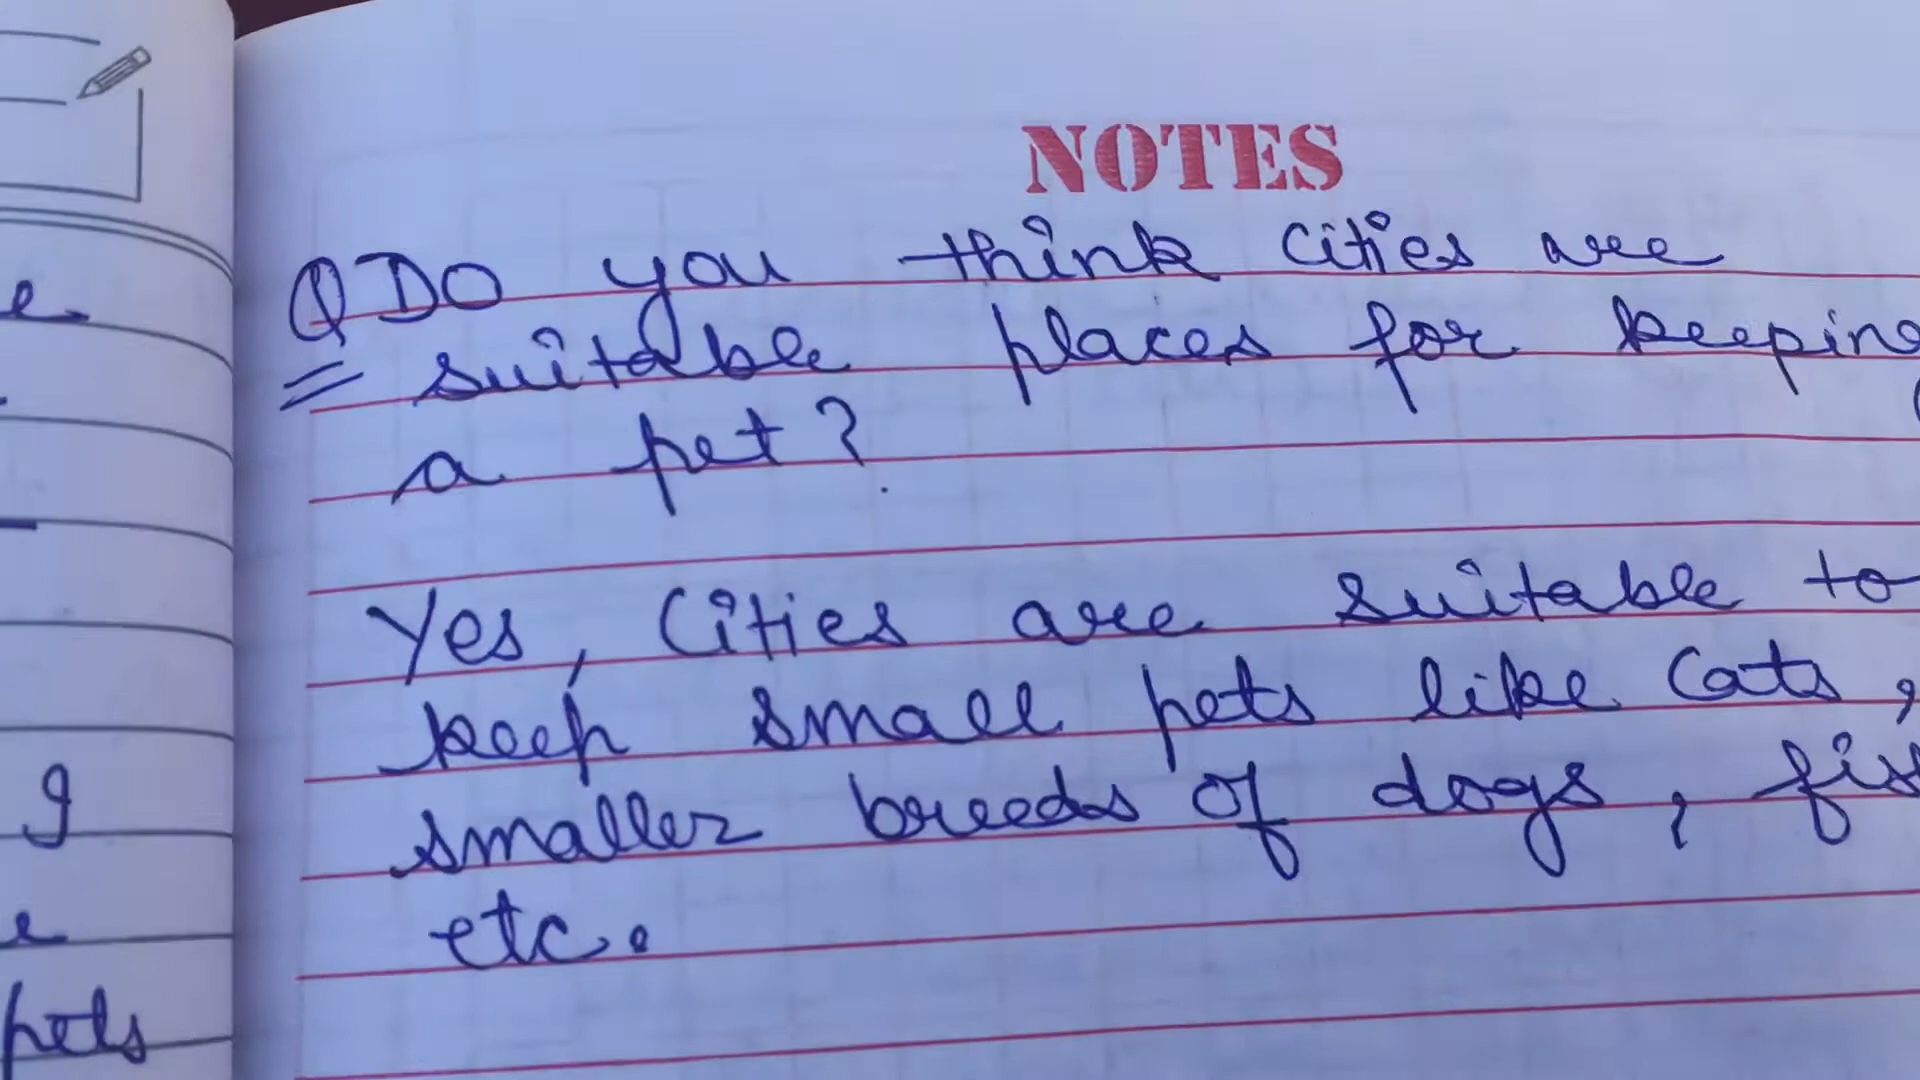 NOTES
Q Do you think cities are
suitable places for keeping
a pet?
Yes, Cities are suitable to
keep small pets like Cats,
smaller breeds of dogs,
etc.
g
pets